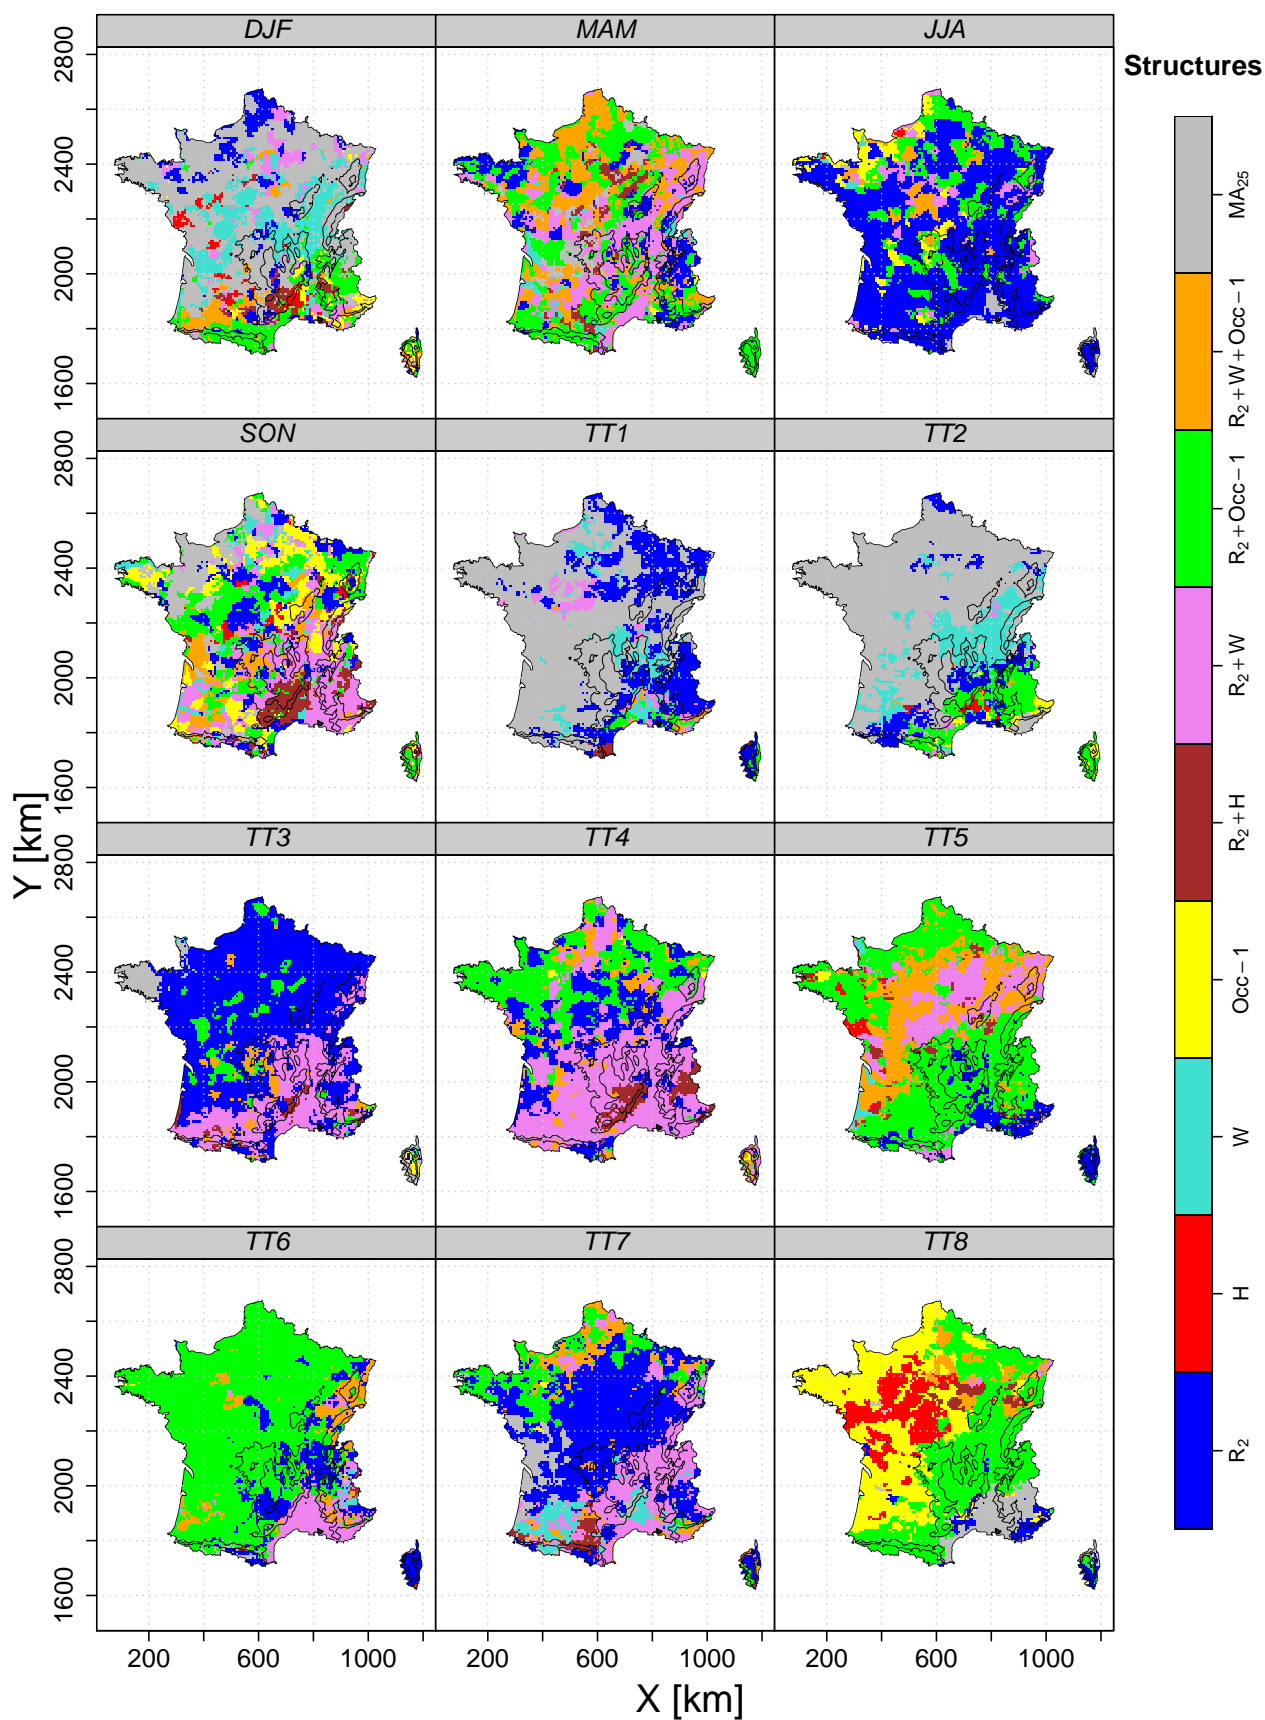 DJF MAM JJA
Structures
2800
2400
2000
1600
SON TT1 TT2
2800
2400
2000
1600
TT3 TT4 TT5
2800
2400
2000
1600
TT6 TT7 TT8
2800
2400
2000
1600
200 600 1000 200 600 1000 200 600 1000
X [km]
Y [km]
MA₂₅
R₂+W+Occ−1
R₂+Occ−1
R₂+W
R₂+H
Occ−1
W
H
R₂